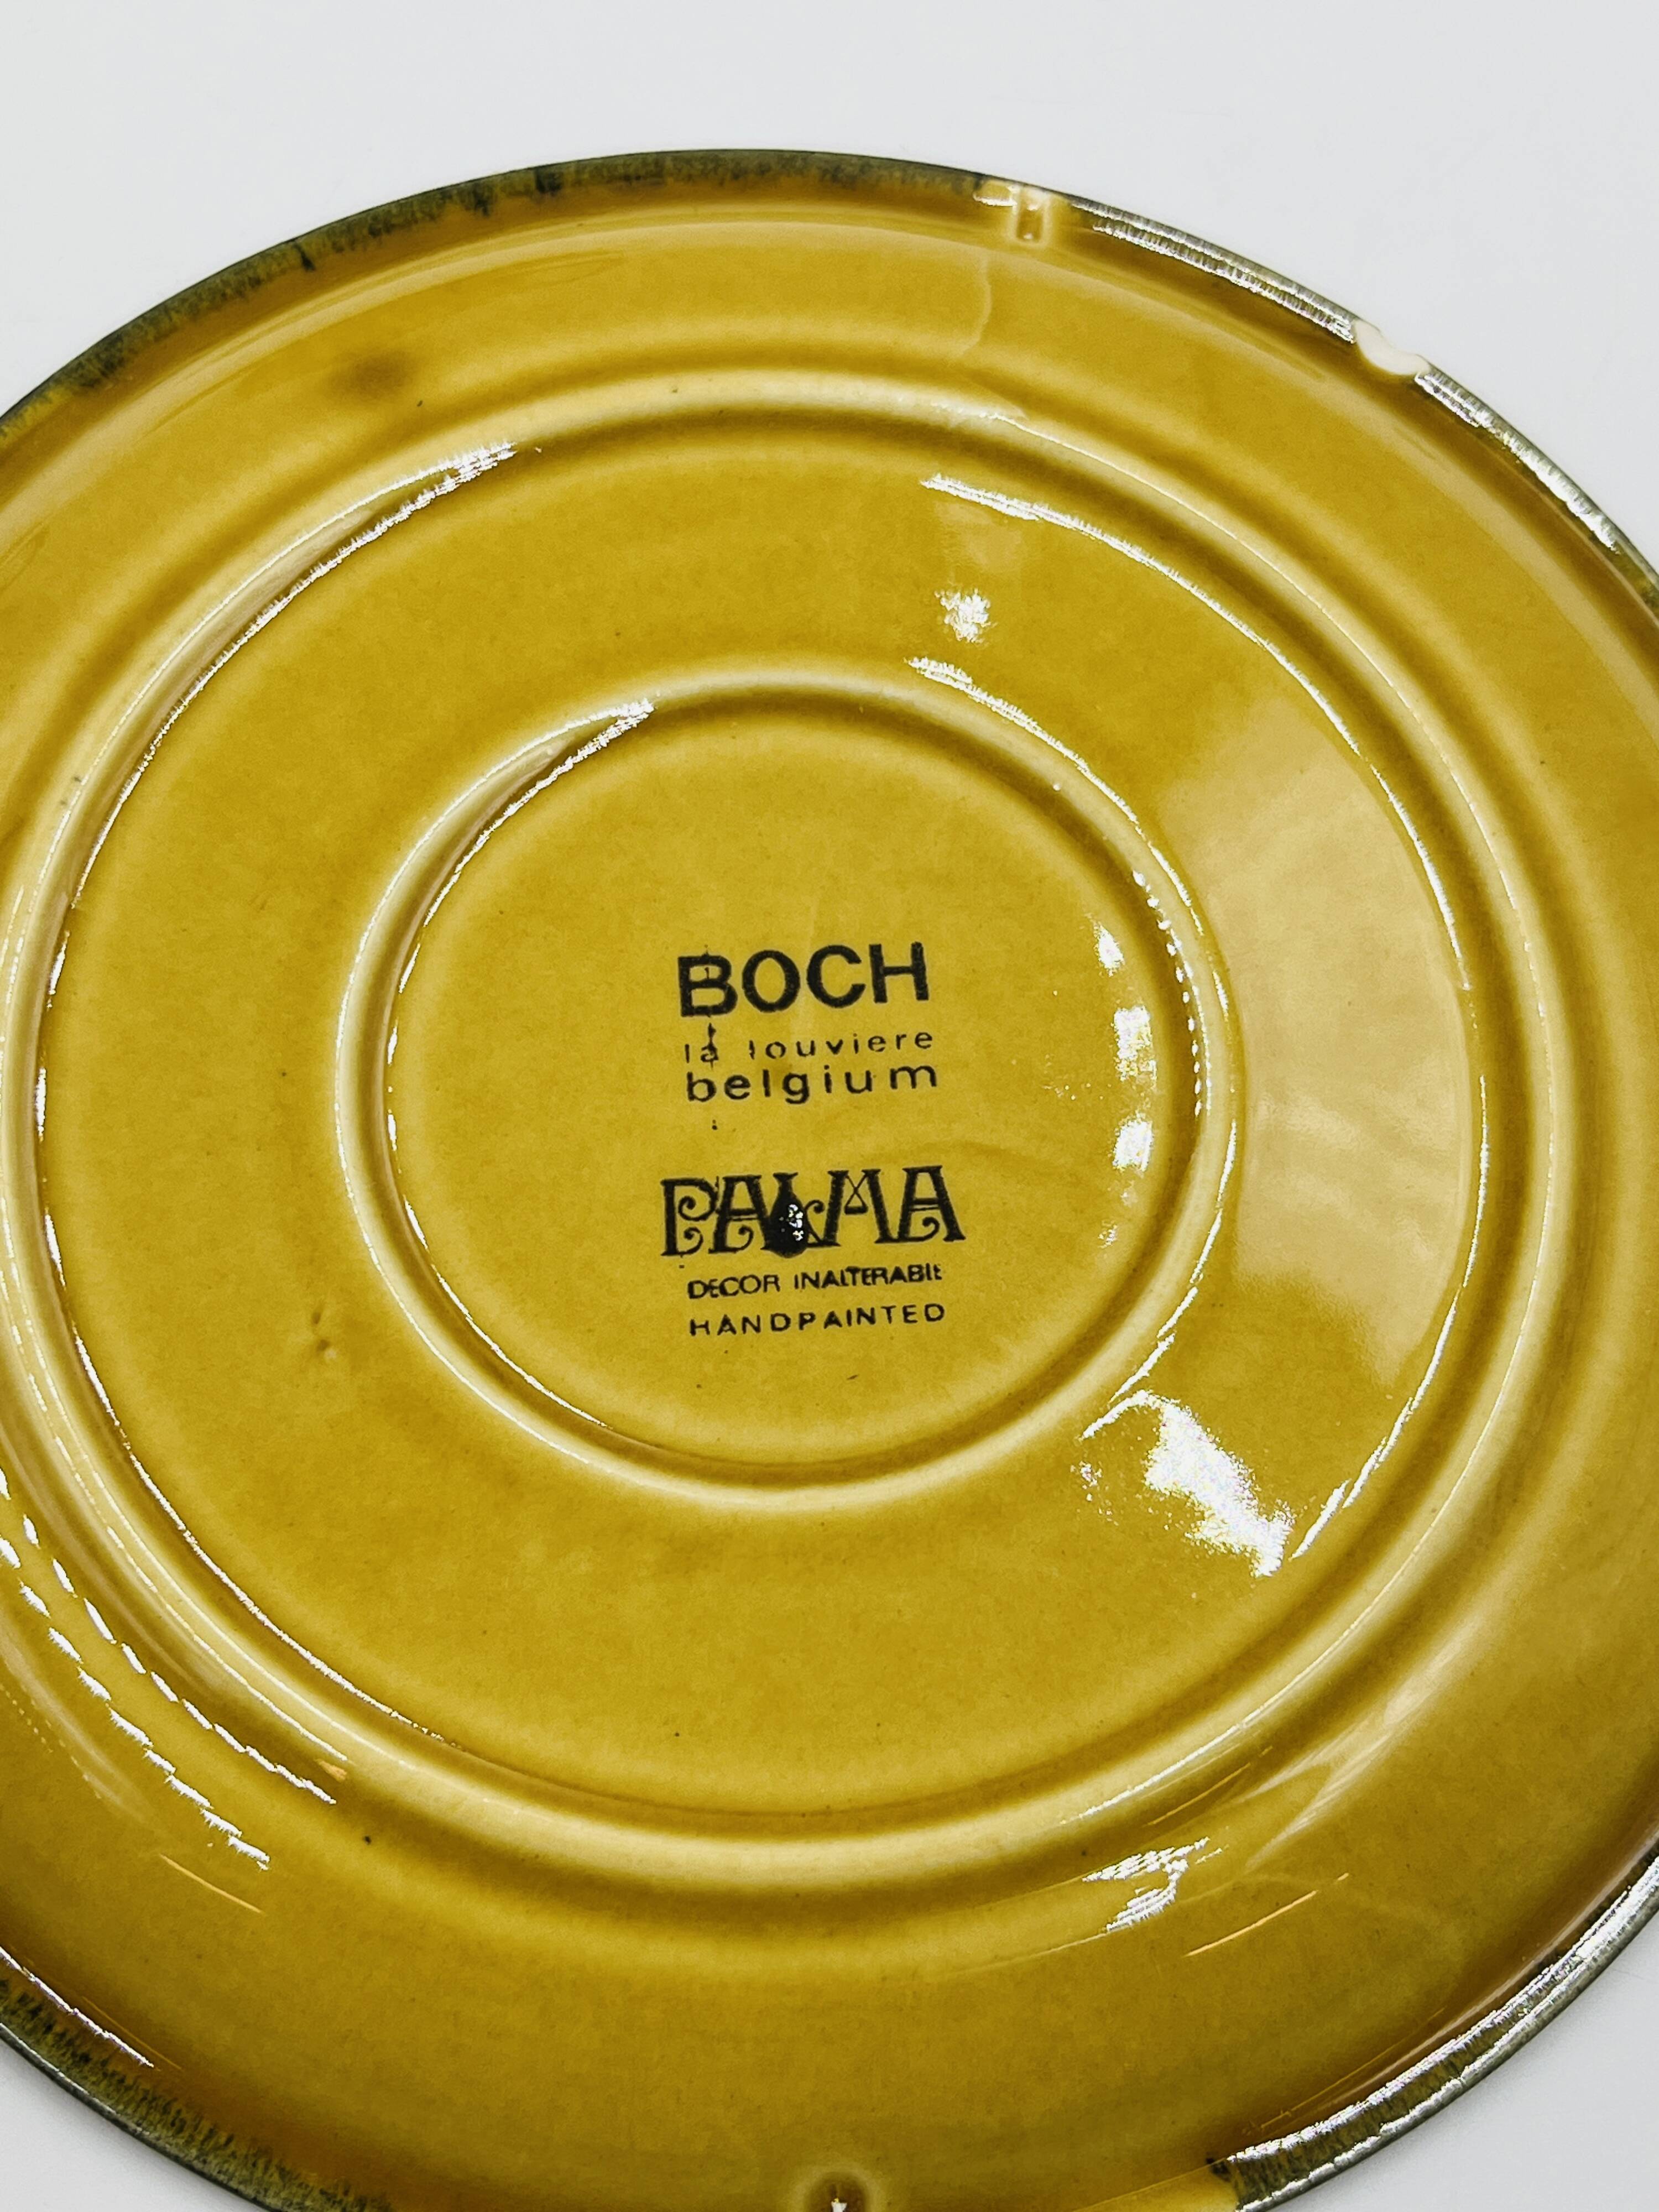 BOCH
la louviere
belgium
PALMA
DECOR INALTERABLE
HANDPAINTED